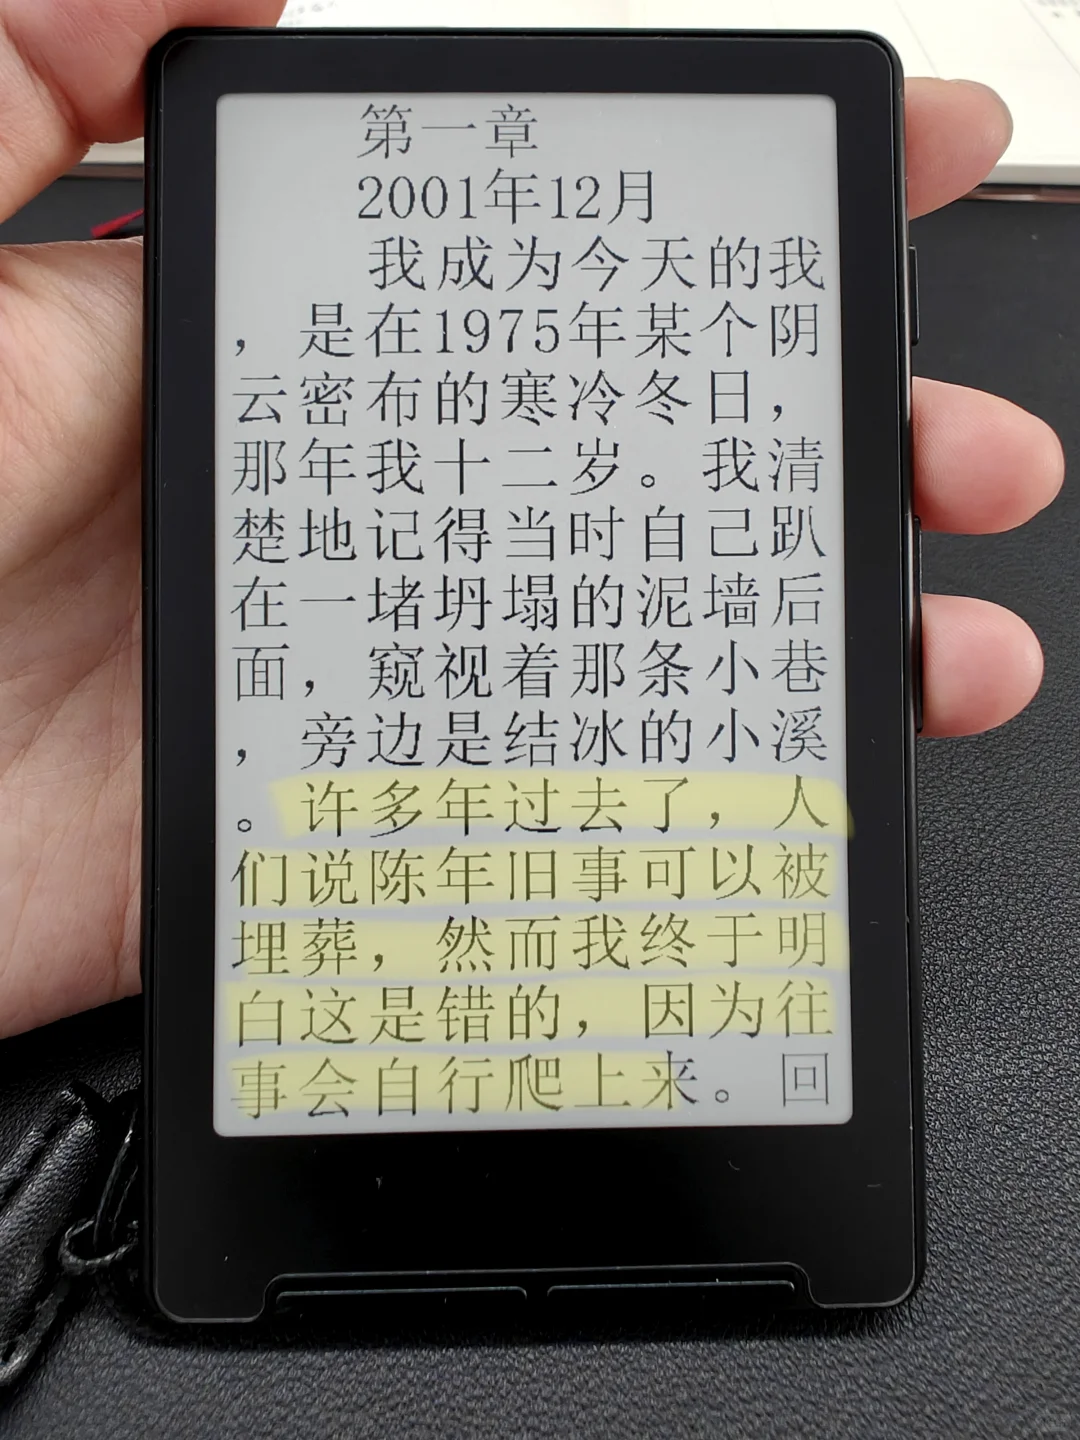 第一章
2001年12月
我成为今天的我
，是在1975年某个阴
云密布的寒冷冬日，
那年我十二岁。我清
楚地记得当时自己趴
在一堵坍塌的泥墙后
面，窥视着那条小巷
，旁边是结冰的小溪
。许多年过去了，人
们说陈年旧事可以被
埋葬，然而我终于明
白这是错的，因为往
事会自行爬上来。回